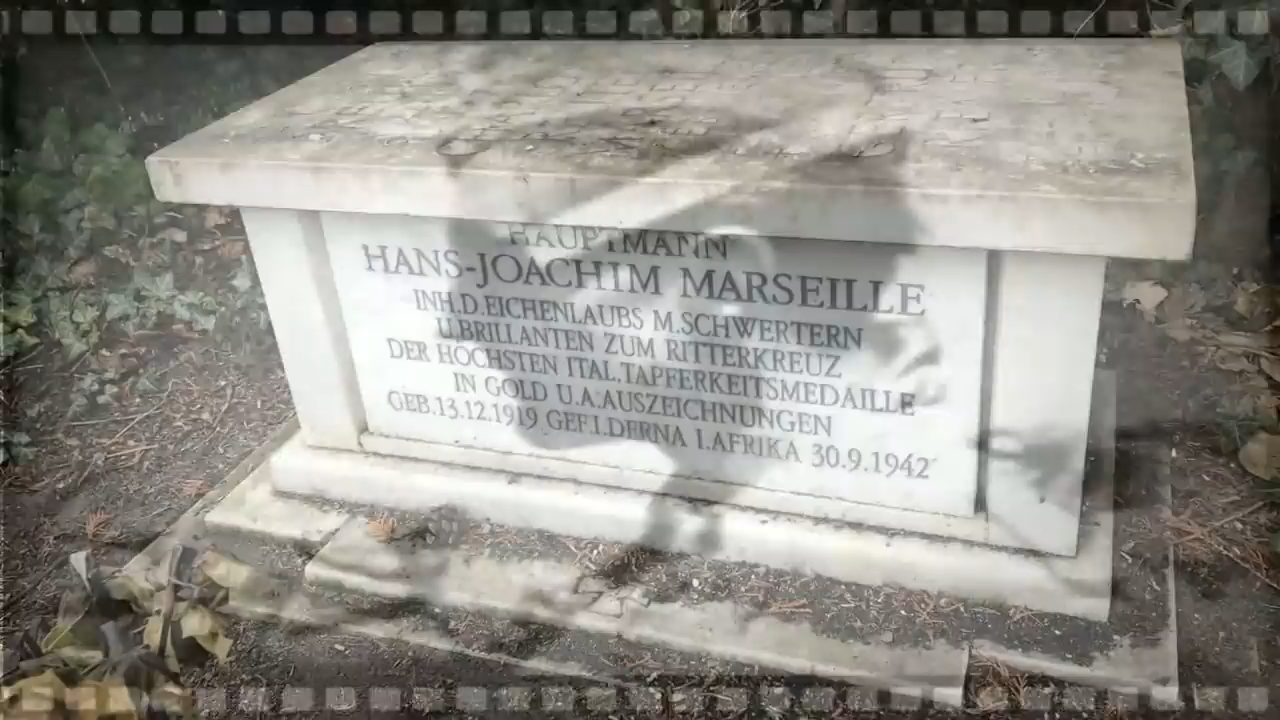 HAUPTMANN
HANS-JOACHIM MARSEILLE
INH.D.EICHENLAUBS M.SCHWERTERN
U.BRILLANTEN ZUM RITTERKREUZ
DER HÖCHSTEN ITAL.TAPFERKEITSMEDAILLE
IN GOLD U.A.AUSZEICHNUNGEN
GEB.13.12.1919 GEF.I.DERNA I.AFRIKA 30.9.1942